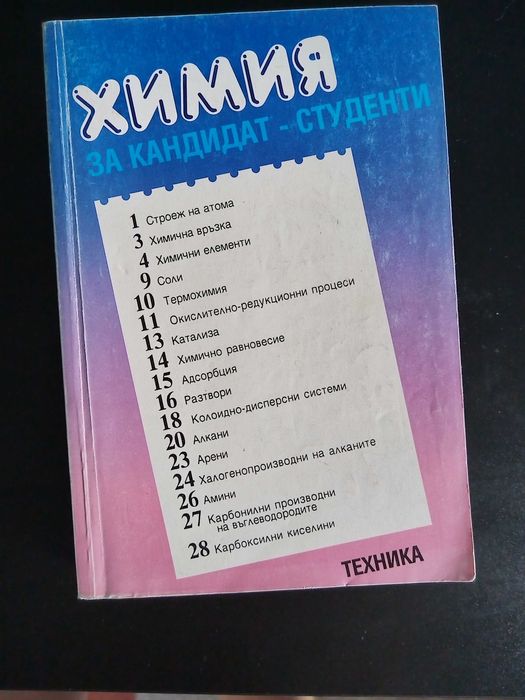 ХИМИЯ
ЗА КАНДИДАТ - СТУДЕНТИ
1 Строеж на атома
3 Химична връзка
4 Химични елементи
9 Соли
10 Термохимия
11 Окислително-редукционни процеси
13 Катализа
14 Химично равновесие
15 Адсорбция
16 Разтвори
18 Колоидно-дисперсни системи
20 Алкани
23 Арени
24 Халогенопроизводни на алканите
26 Амини
27 Карбонилни производни
на въглеводородите
28 Карбоксилни киселини
ТЕХНИКА